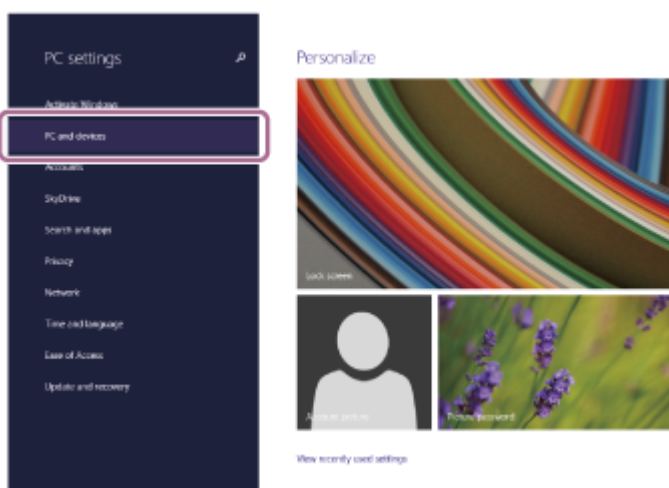 PC settings
Activate Windows
PC and devices
Accounts
SkyDrive
Search and apps
Privacy
Network
Time and language
Ease of Access
Update and recovery
Personalize
Lock screen
Account picture
Picture password
View recently used settings